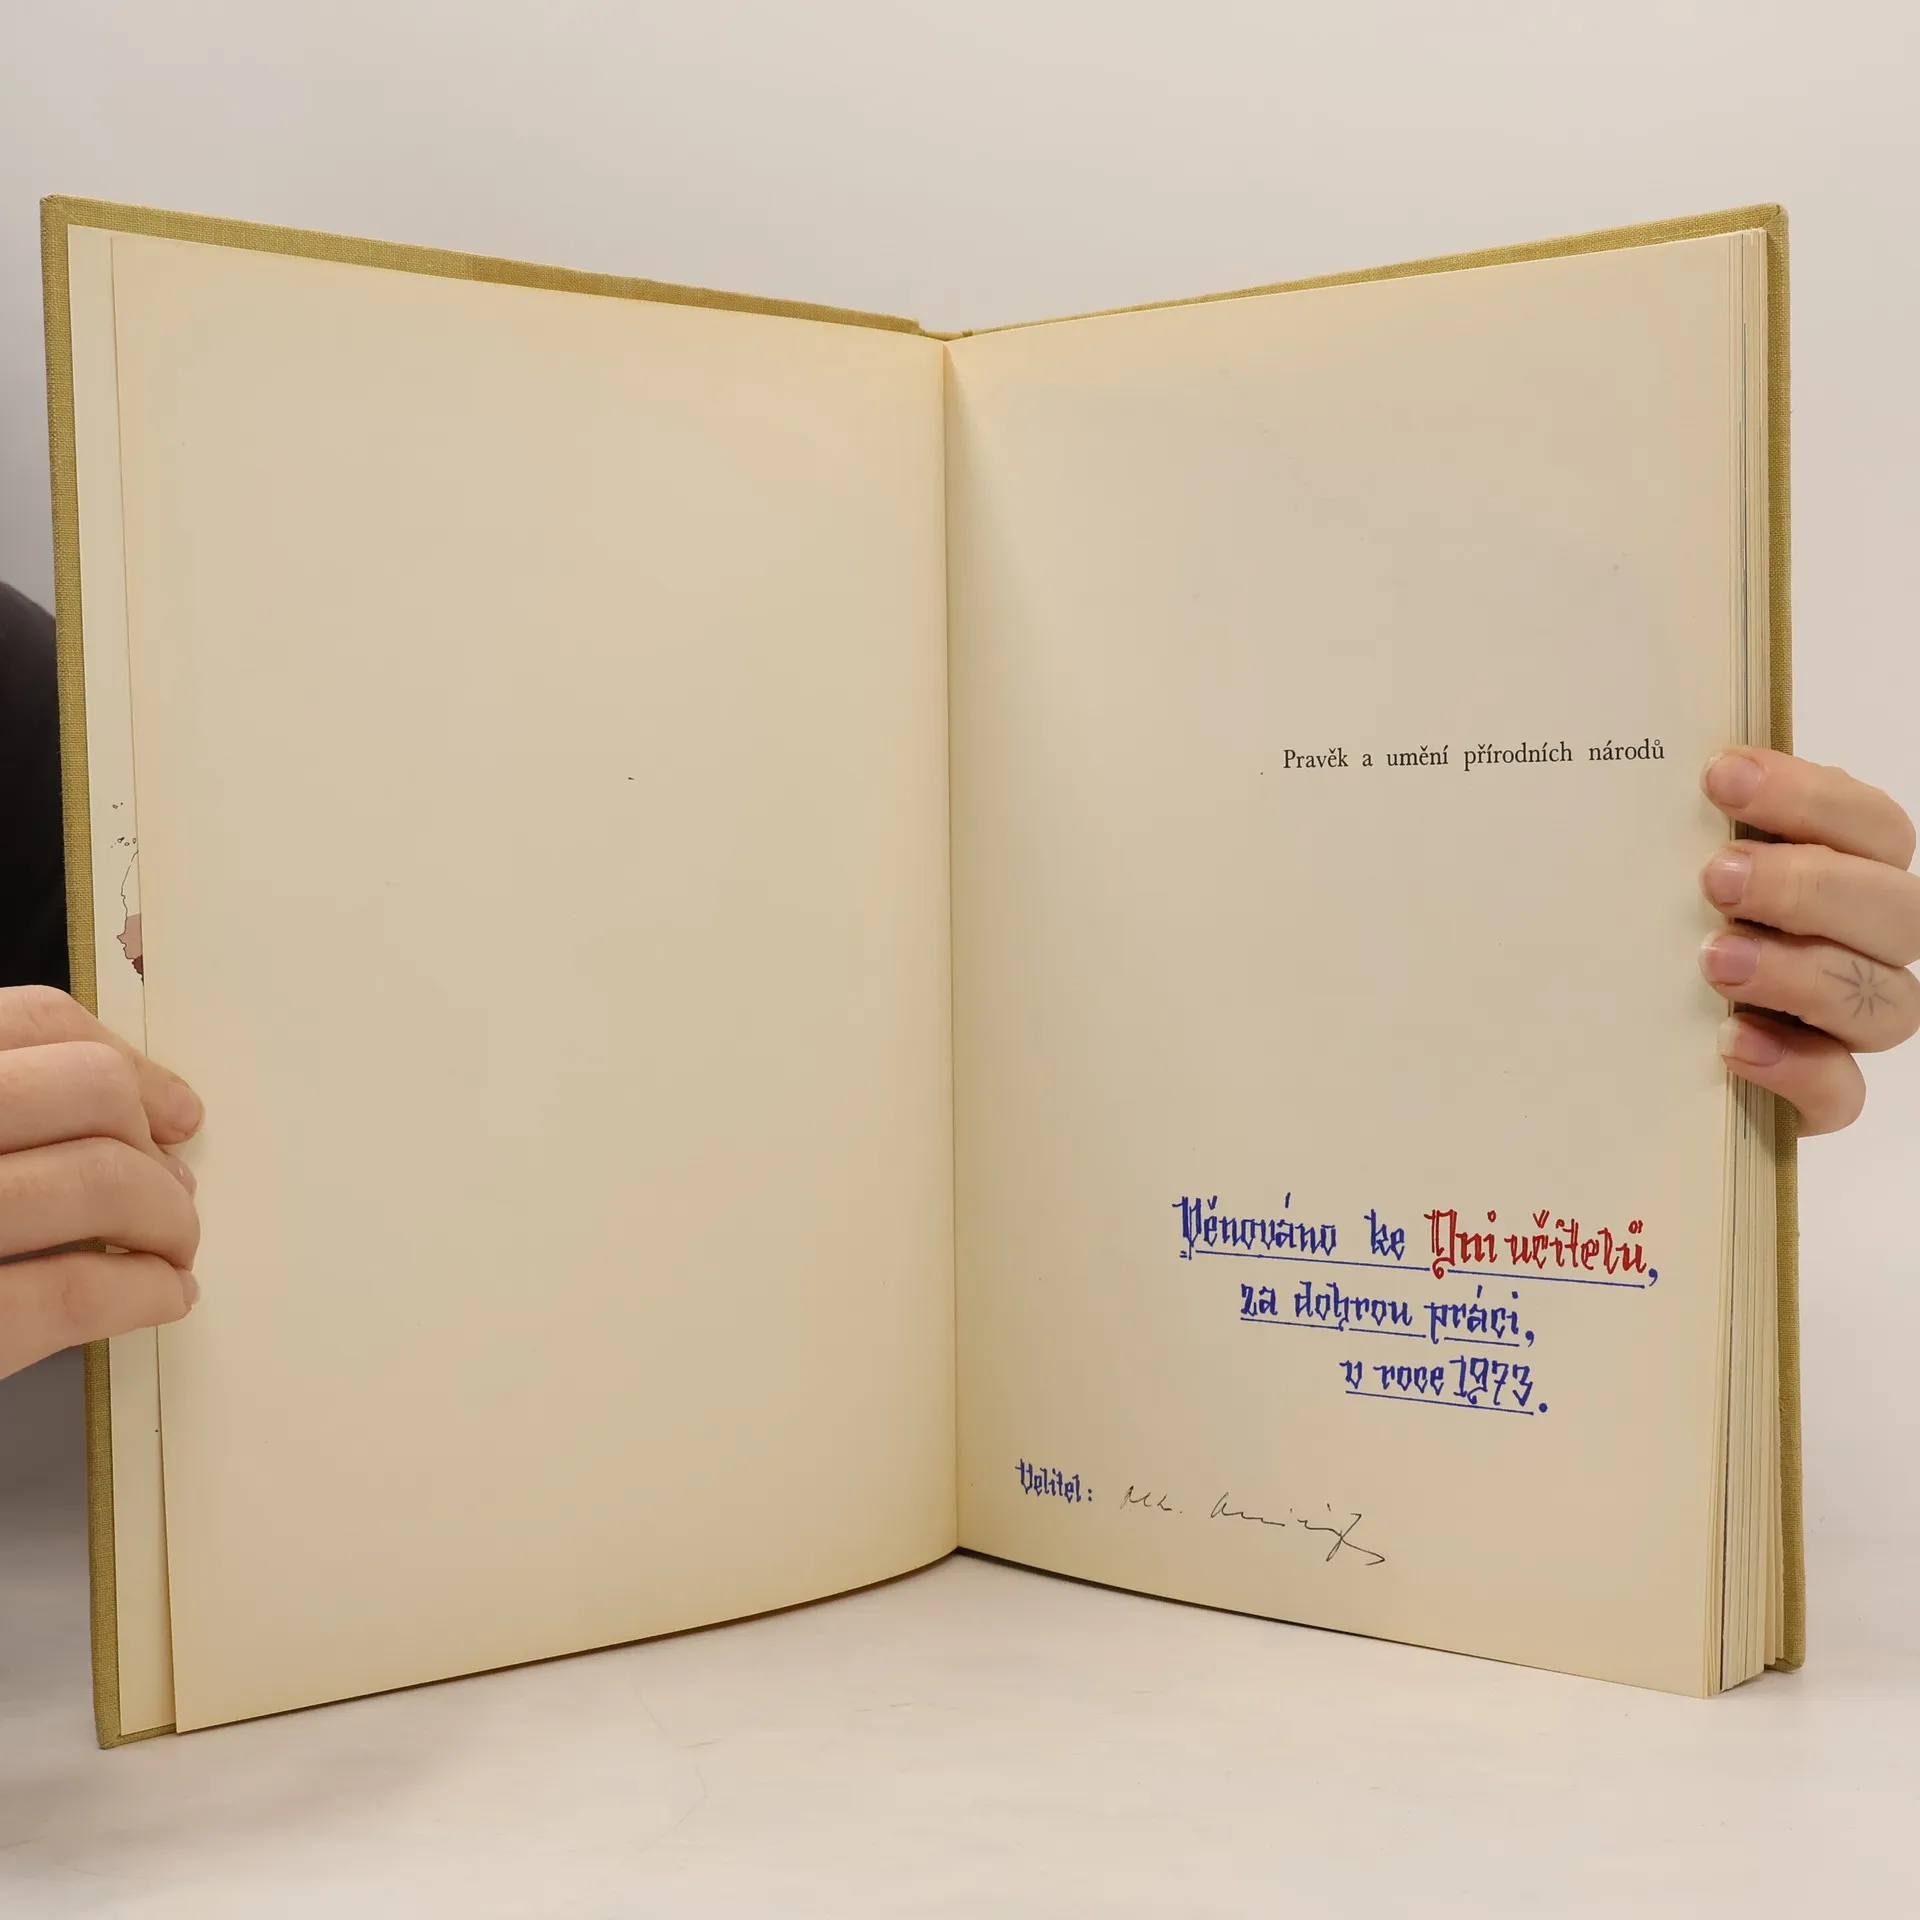 Pravěk a umění přírodních národů
Věnováno ke Dni učitelů,
za dobrou práci,
v roce 1973.
Velitel: